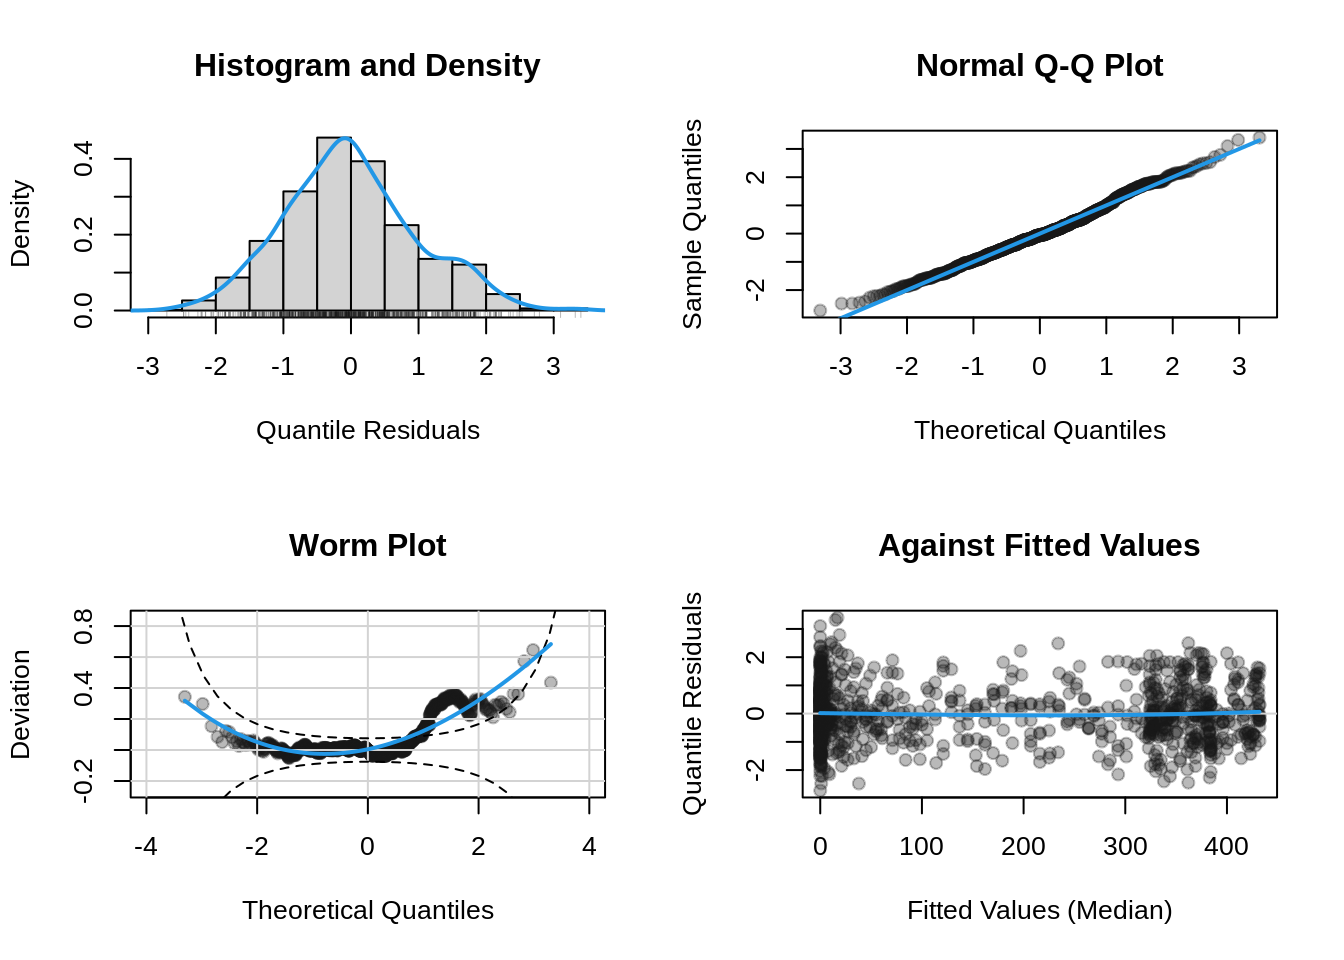 Histogram and Density
Density
0.0 0.2 0.4
-3 -2 -1 0 1 2 3
Quantile Residuals
Normal Q-Q Plot
Sample Quantiles
-2 0 2
-3 -2 -1 0 1 2 3
Theoretical Quantiles
Worm Plot
Deviation
-0.2 0.4 0.8
-4 -2 0 2 4
Theoretical Quantiles
Against Fitted Values
Quantile Residuals
-2 0 2
0 100 200 300 400
Fitted Values (Median)